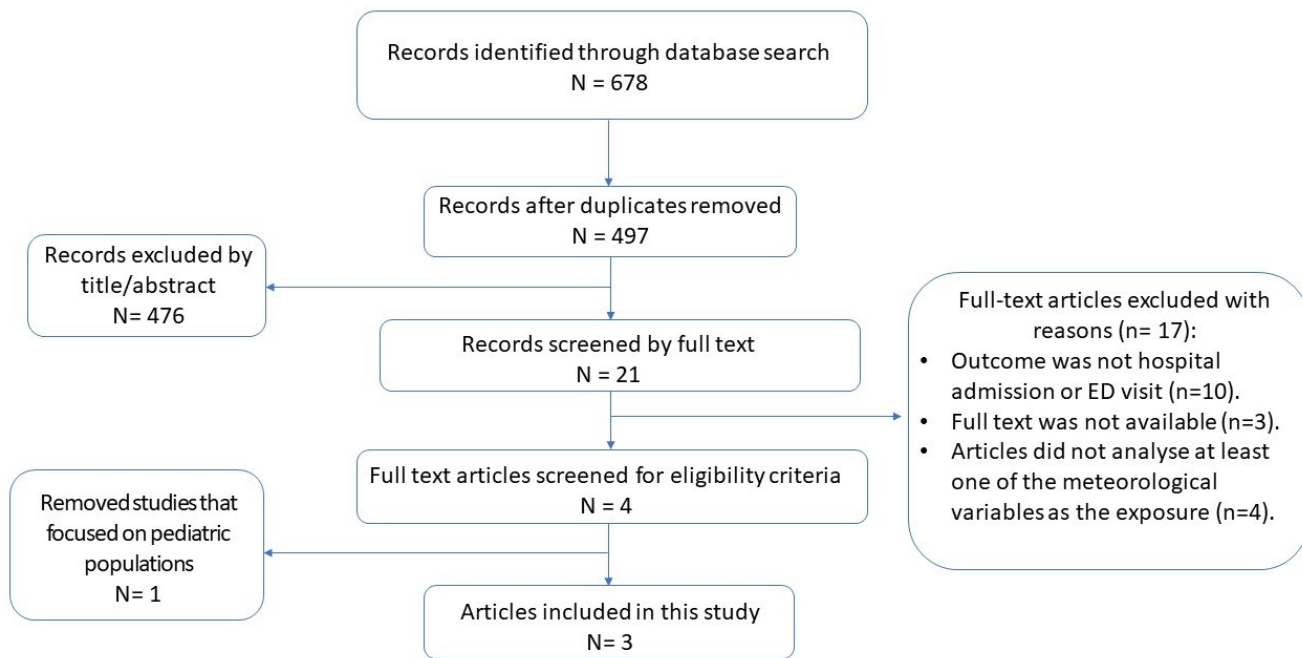 Records identified through database search
N = 678
Records after duplicates removed
N = 497
Records excluded by
title/abstract
N= 476
Records screened by full text
N = 21
Full-text articles excluded with
reasons (n= 17):
• Outcome was not hospital
admission or ED visit (n=10).
• Full text was not available (n=3).
• Articles did not analyse at least
one of the meteorological
variables as the exposure (n=4).
Full text articles screened for eligibility criteria
N = 4
Removed studies that
focused on pediatric
populations
N= 1
Articles included in this study
N= 3